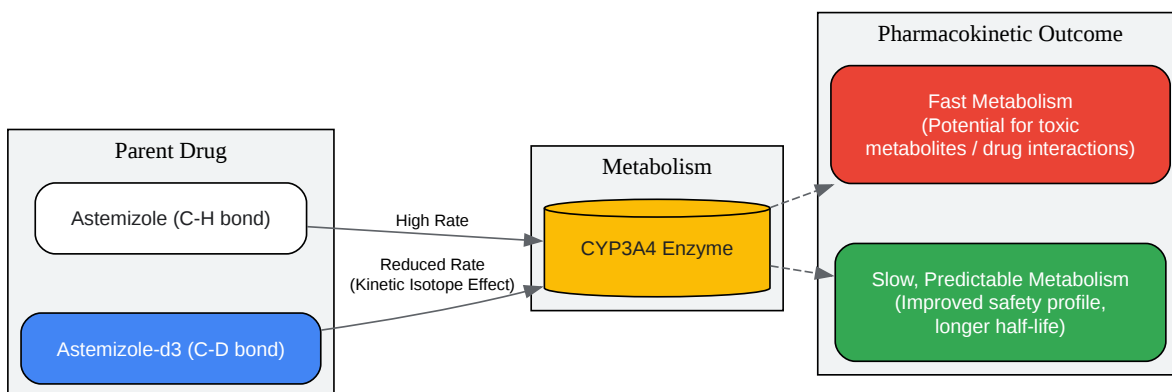 Parent Drug
Astemizole (C-H bond)
Astemizole-d3 (C-D bond)
High Rate
Reduced Rate
(Kinetic Isotope Effect)
Metabolism
CYP3A4 Enzyme
Pharmacokinetic Outcome
Fast Metabolism
(Potential for toxic
metabolites / drug interactions)
Slow, Predictable Metabolism
(Improved safety profile,
longer half-life)